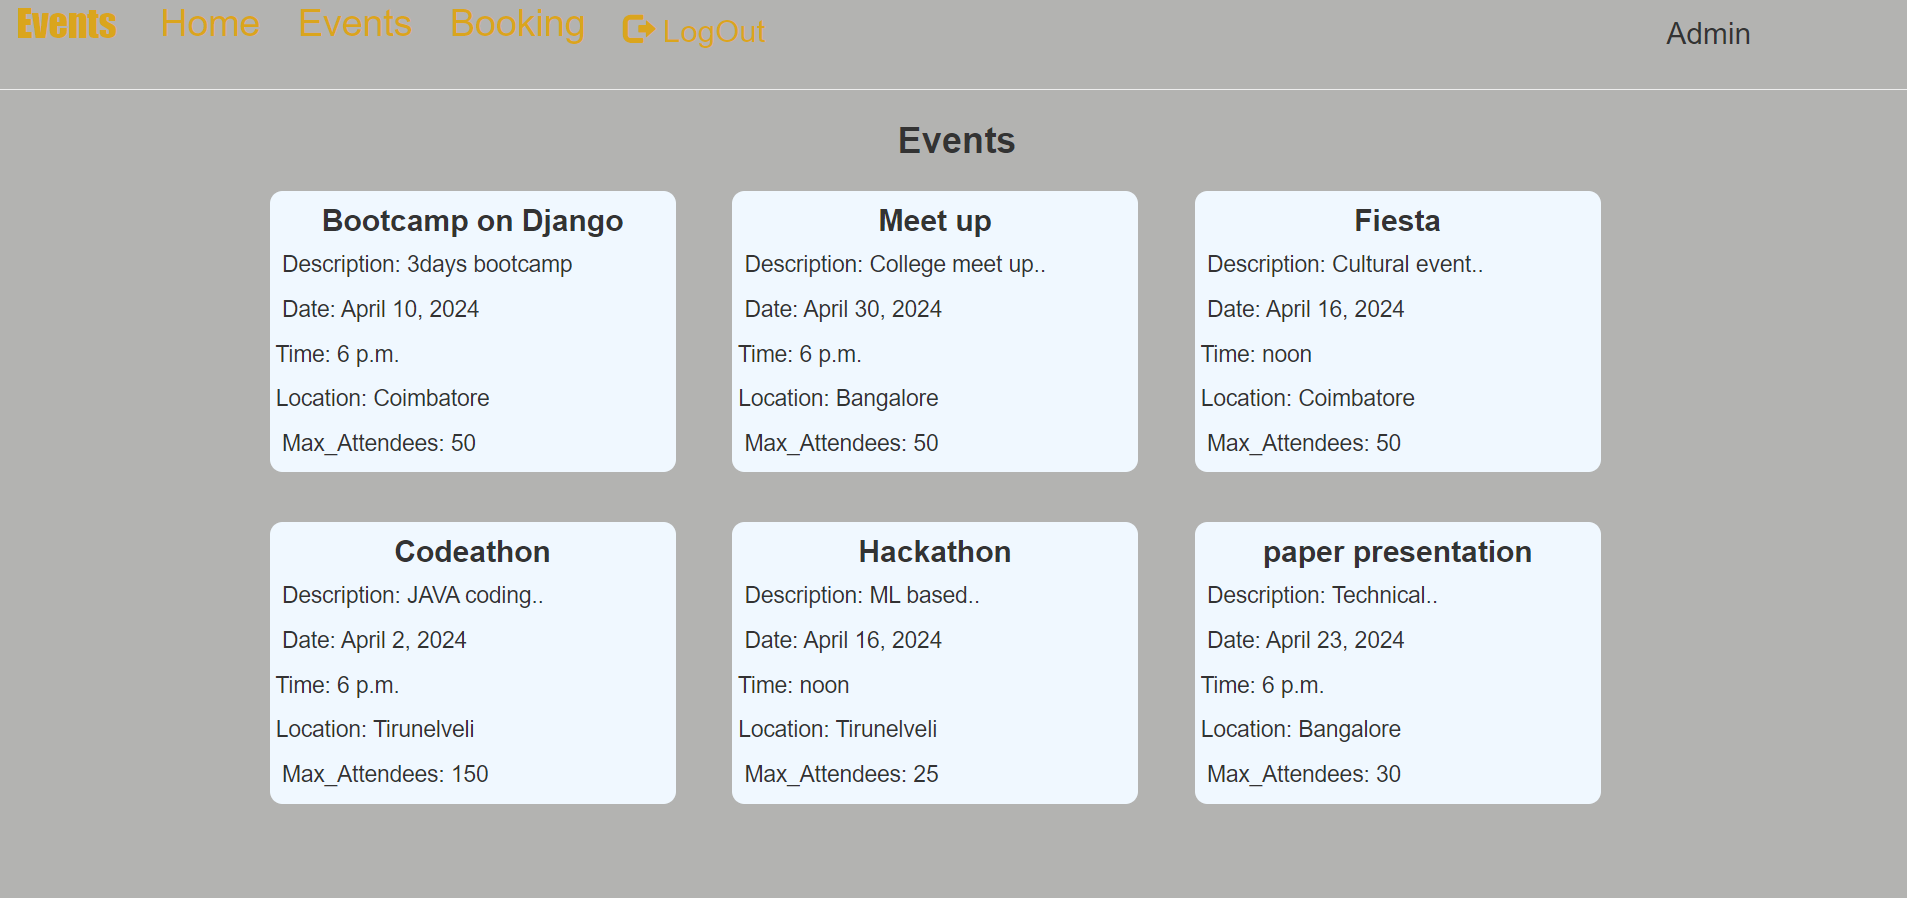 Events Home Events Booking LogOut Admin
Events
Bootcamp on Django
Description: 3days bootcamp
Date: April 10, 2024
Time: 6 p.m.
Location: Coimbatore
Max_Attendees: 50
Meet up
Description: College meet up..
Date: April 30, 2024
Time: 6 p.m.
Location: Bangalore
Max_Attendees: 50
Fiesta
Description: Cultural event..
Date: April 16, 2024
Time: noon
Location: Coimbatore
Max_Attendees: 50
Codeathon
Description: JAVA coding..
Date: April 2, 2024
Time: 6 p.m.
Location: Tirunelveli
Max_Attendees: 150
Hackathon
Description: ML based..
Date: April 16, 2024
Time: noon
Location: Tirunelveli
Max_Attendees: 25
paper presentation
Description: Technical..
Date: April 23, 2024
Time: 6 p.m.
Location: Bangalore
Max_Attendees: 30